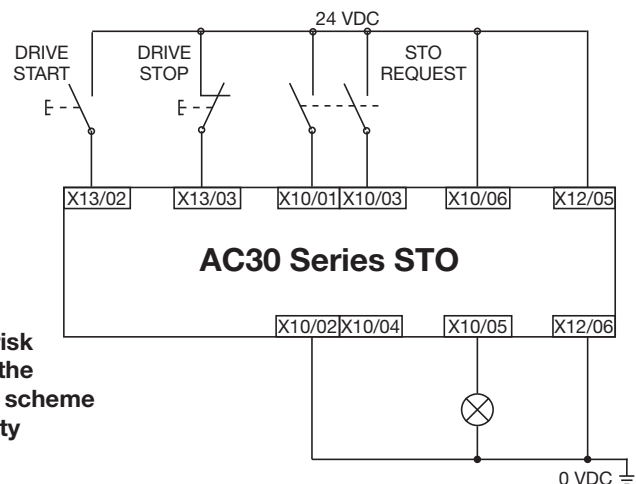 24 VDC
DRIVE START
DRIVE STOP
STO REQUEST
X13/02 X13/03 X10/01 X10/03 X10/06 X12/05
AC30 Series STO
X10/02 X10/04 X10/05 X12/06
risk
the
scheme
ty
0 VDC